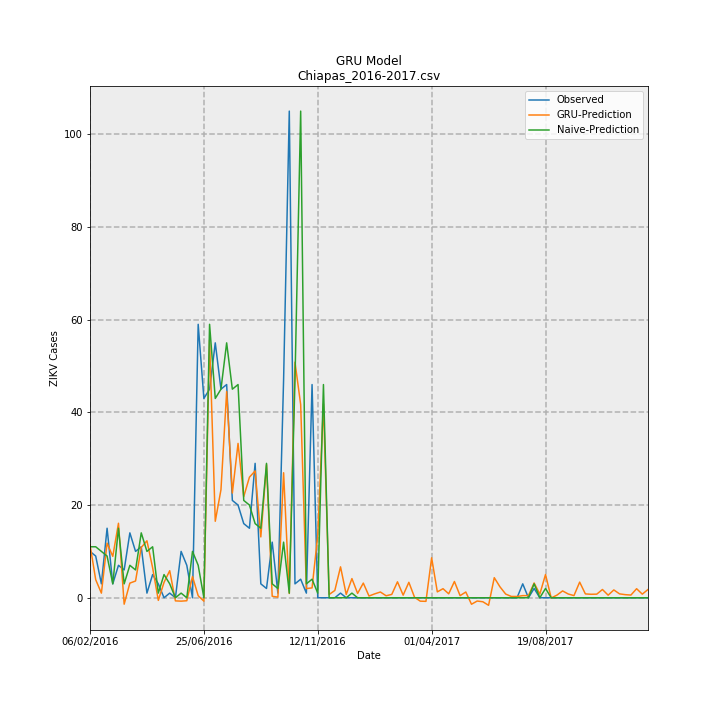 GRU Model
Chiapas_2016-2017.csv
Observed
GRU-Prediction
Naive-Prediction
100
80
60
40
20
0
ZIKV Cases
06/02/2016
25/06/2016
12/11/2016
01/04/2017
19/08/2017
Date